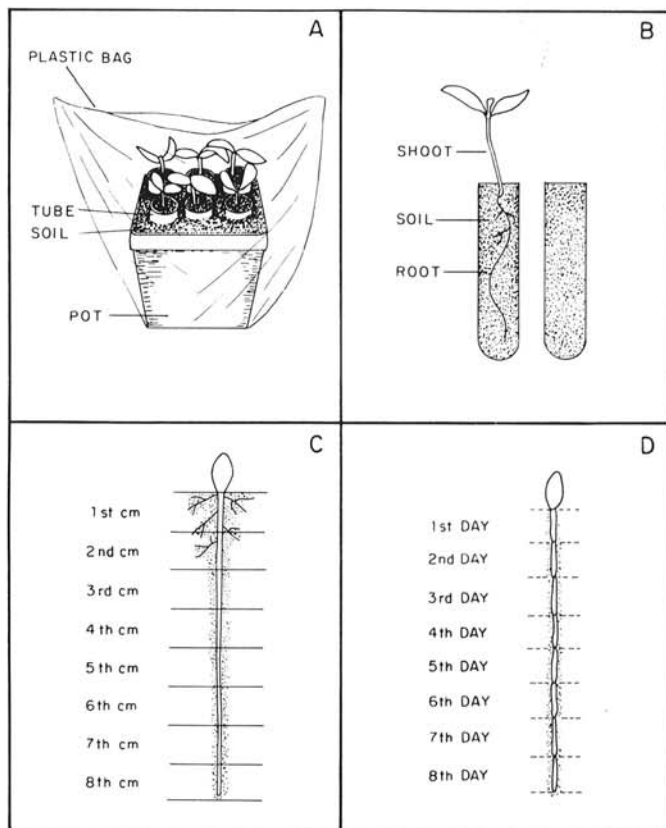 A
PLASTIC BAG
TUBE
SOIL
POT
B
SHOOT
SOIL
ROOT
C
1st cm
2nd cm
3rd cm
4th cm
5th cm
6th cm
7th cm
8th cm
D
1st DAY
2nd DAY
3rd DAY
4th DAY
5th DAY
6th DAY
7th DAY
8th DAY